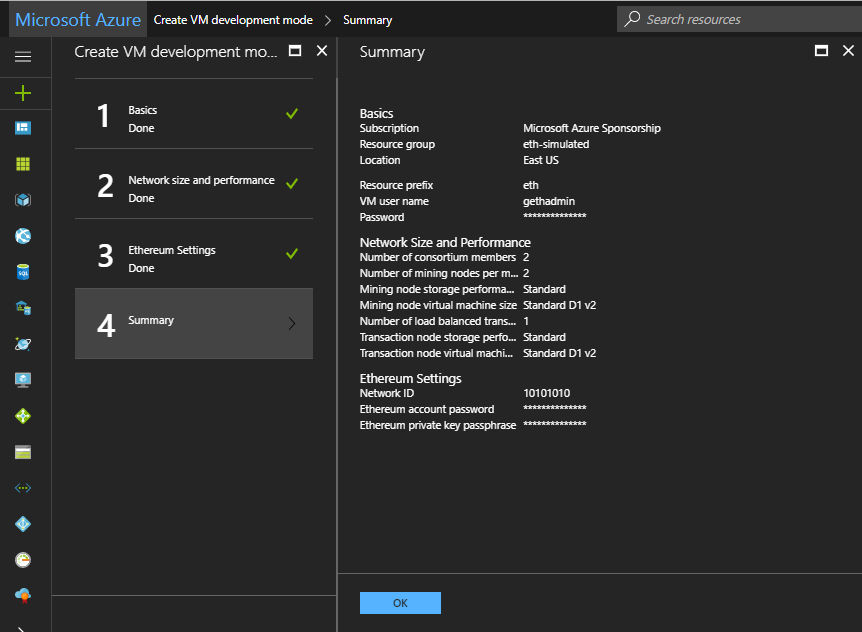 Microsoft Azure Create VM development mode > Summary Search resources
Create VM development mo...
1 Basics
Done
2 Network size and performance
Done
3 Ethereum Settings
Done
4 Summary
Summary
Basics
Subscription Microsoft Azure Sponsorship
Resource group eth-simulated
Location East US
Resource prefix eth
VM user name gethadmin
Password **************
Network Size and Performance
Number of consortium members 2
Number of mining nodes per m... 2
Mining node storage performa... Standard
Mining node virtual machine size Standard D1 v2
Number of load balanced trans... 1
Transaction node storage perfo... Standard
Transaction node virtual machi... Standard D1 v2
Ethereum Settings
Network ID 10101010
Ethereum account password **************
Ethereum private key passphrase **************
OK
SQL